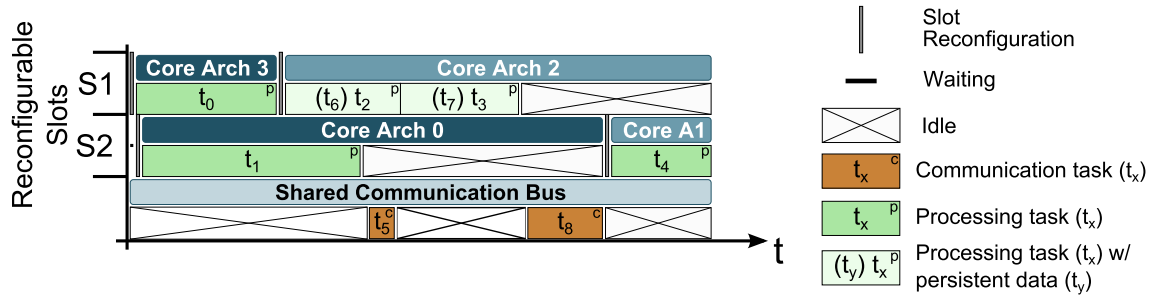 Reconfigurable
Slots
S1
S2
Core Arch 3
Core Arch 2
t0 p
(t6) t2 p
(t7) t3 p
Core Arch 0
Core A1
t1 p
t4 p
Shared Communication Bus
t5 c
t8 c
t
Slot
Reconfiguration
Waiting
Idle
tx c
Communication task (tx)
tx p
Processing task (tx)
(ty) tx p
Processing task (tx) w/
persistent data (ty)